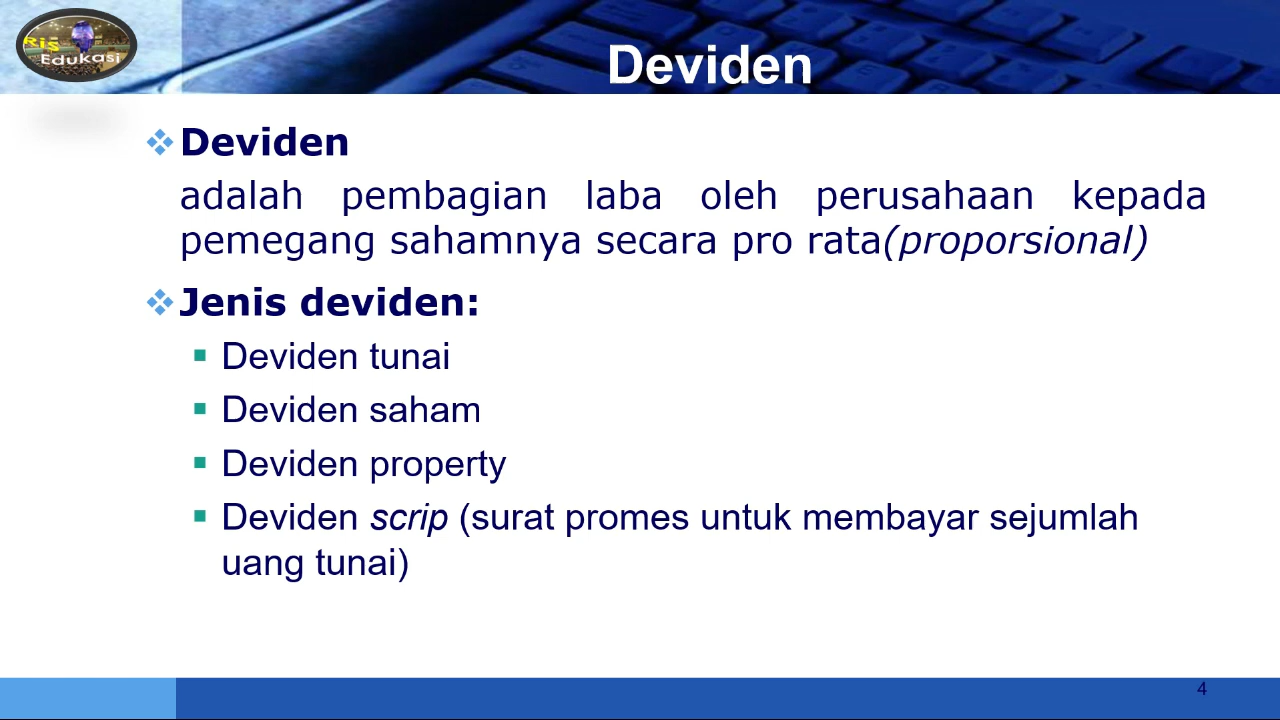 Ris
Edukasi
Deviden
Deviden
adalah pembagian laba oleh perusahaan kepada
pemegang sahamnya secara pro rata(proporsional)
Jenis deviden:
Deviden tunai
Deviden saham
Deviden property
Deviden scrip (surat promes untuk membayar sejumlah
uang tunai)
4